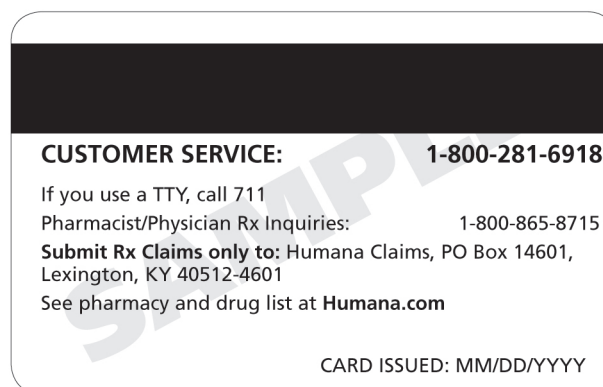 CUSTOMER SERVICE: 1-800-281-6918
If you use a TTY, call 711
Pharmacist/Physician Rx Inquiries: 1-800-865-8715
Submit Rx Claims only to: Humana Claims, PO Box 14601,
Lexington, KY 40512-4601
See pharmacy and drug list at Humana.com
SAMPLE
CARD ISSUED: MM/DD/YYYY